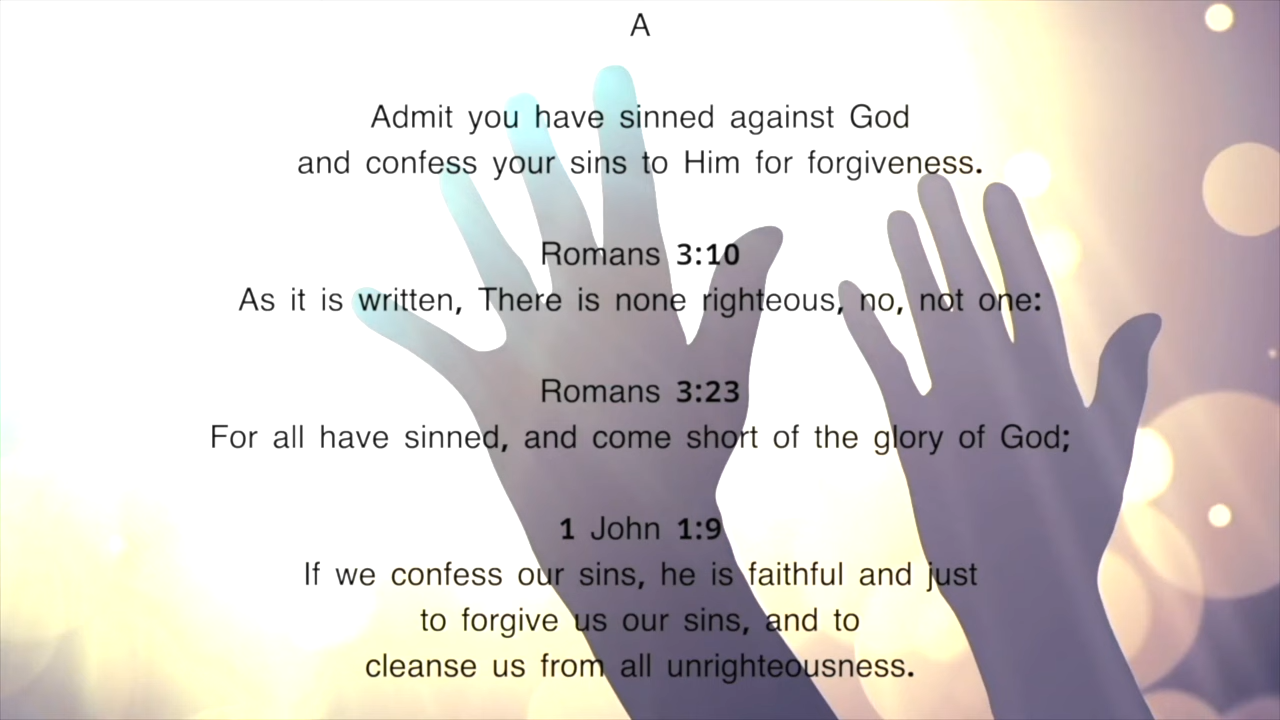 A
Admit you have sinned against God
and confess your sins to Him for forgiveness.
Romans 3:10
As it is written, There is none righteous, no, not one:
Romans 3:23
For all have sinned, and come short of the glory of God;
1 John 1:9
If we confess our sins, he is faithful and just
to forgive us our sins, and to
cleanse us from all unrighteousness.